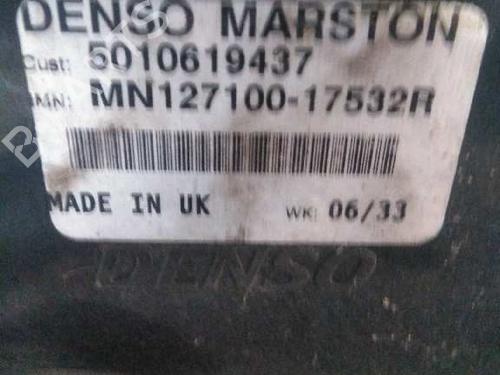 DENSO MARSTON
Cust: 5010619437
MN127100-17532R
MADE IN UK WK: 06/33
DENSO